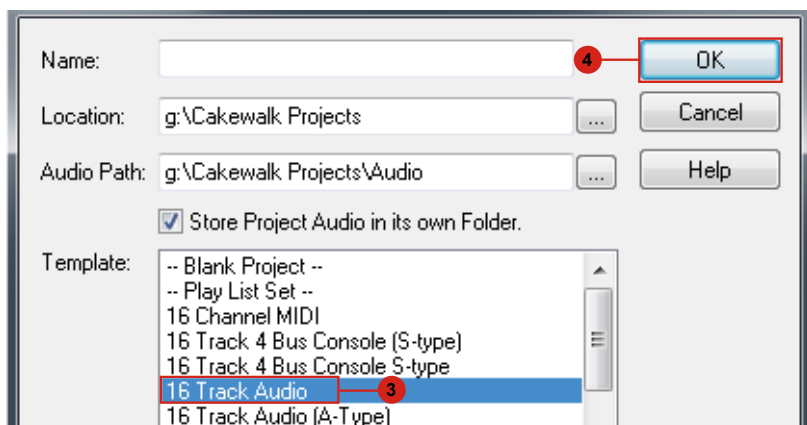 Name:
4
OK
Location:
g:\Cakewalk Projects
...
Cancel
Audio Path:
g:\Cakewalk Projects\Audio
...
Help
Store Project Audio in its own Folder.
Template:
-- Blank Project --
-- Play List Set --
16 Channel MIDI
16 Track 4 Bus Console (S-type)
16 Track 4 Bus Console S-type
16 Track Audio
3
16 Track Audio (A-Type)